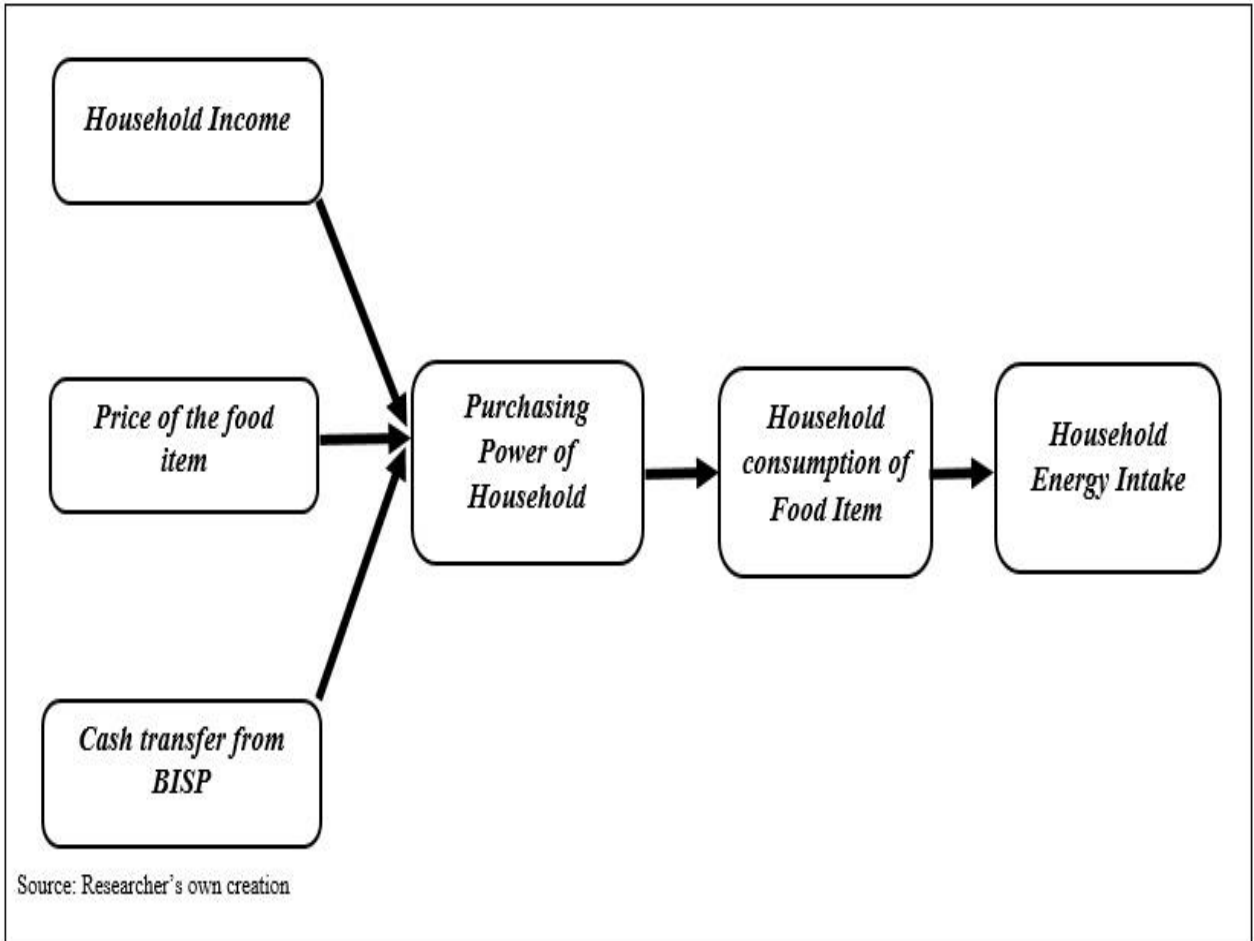 Household Income
Price of the food
item
Cash transfer from
BISP
Purchasing
Power of
Household
Household
consumption of
Food Item
Household
Energy Intake
Source: Researcher's own creation